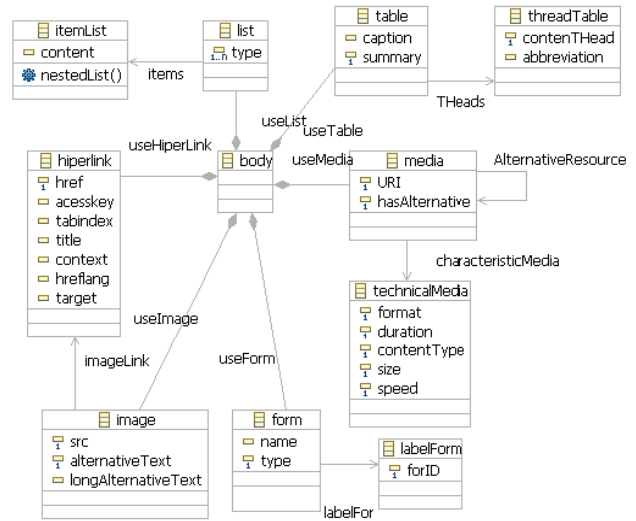 itemList
content
nestedList()
items
list
type
table
caption
summary
THeads
threadTable
contenTHead
abbreviation
useList
useTable
useHiperLink
body
useMedia
hiperlink
href
acesskey
tabindex
title
context
hreflang
target
media
URI
hasAlternative
AlternativeResource
characteristicMedia
technicalMedia
format
duration
contentType
size
speed
useImage
imageLink
useForm
image
src
alternativeText
longAlternativeText
form
name
type
labelFor
labelForm
forID